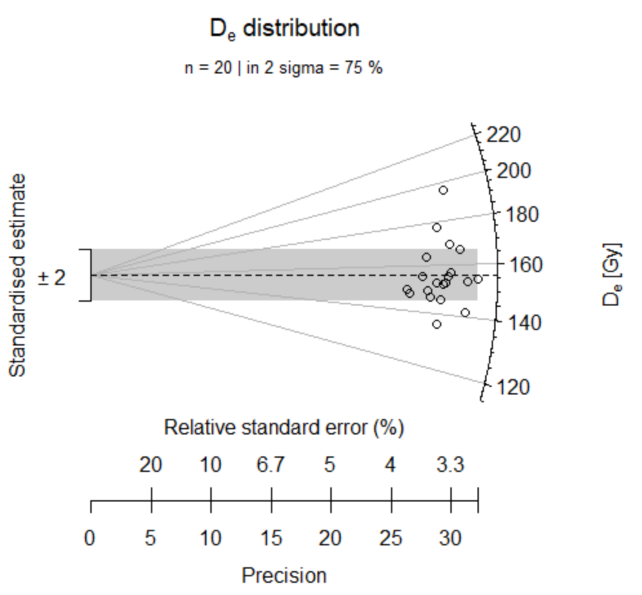 De distribution
n = 20 | in 2 sigma = 75 %
220
200
180
160
140
120
De [Gy]
Standardised estimate
± 2
Relative standard error (%)
20 10 6.7 5 4 3.3
0 5 10 15 20 25 30
Precision